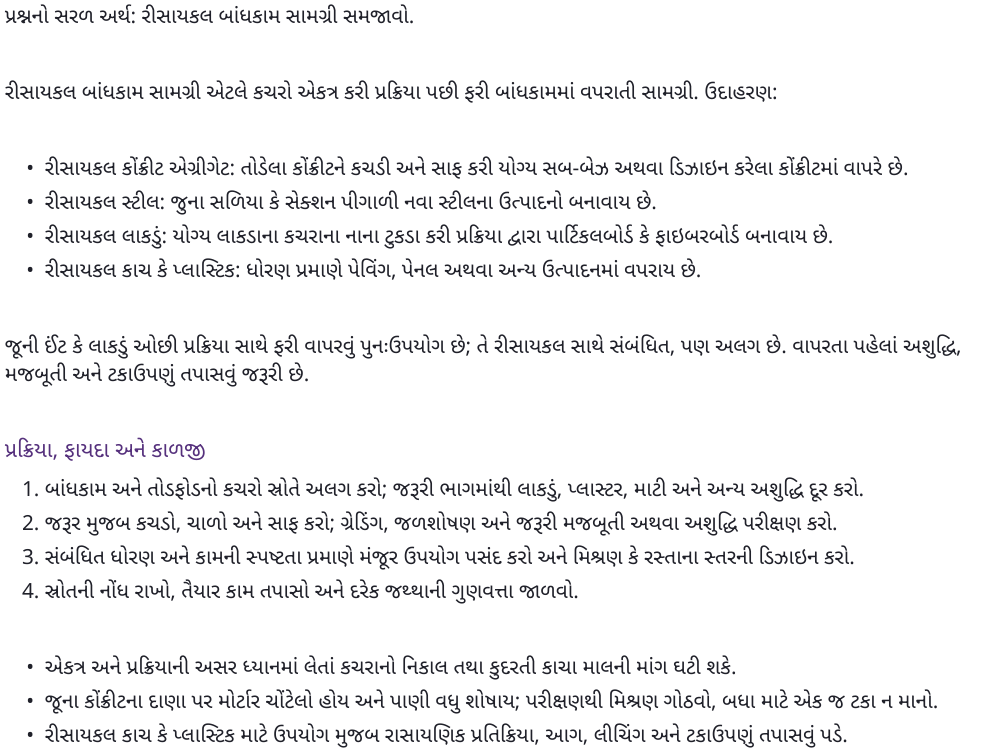 પ્રશ્નનો સરળ અર્થ: રીસાયકલ બાંધકામ સામગ્રી સમજાવો.
રીસાયકલ બાંધકામ સામગ્રી એટલે કચરો એકત્ર કરી પ્રક્રિયા પછી ફરી બાંધકામમાં વપરાતી સામગ્રી. ઉદાહરણ:
• રીસાયકલ કોંક્રીટ એગ્રીગેટ: તોડેલા કોંક્રીટને કચડી અને સાફ કરી યોગ્ય સબ-બેઝ અથવા ડિઝાઇન કરેલા કોંક્રીટમાં વાપરે છે.
• રીસાયકલ સ્ટીલ: જુના સળિયા કે સેક્શન પીગાળી નવા સ્ટીલના ઉત્પાદનો બનાવાય છે.
• રીસાયકલ લાકડું: યોગ્ય લાકડાના કચરાના નાના ટુકડા કરી પ્રક્રિયા દ્વારા પાર્ટિકલબોર્ડ કે ફાઇબરબોર્ડ બનાવાય છે.
• રીસાયકલ કાચ કે પ્લાસ્ટિક: ધોરણ પ્રમાણે પેવિંગ, પેનલ અથવા અન્ય ઉત્પાદનમાં વપરાય છે.
જૂની ઈંટ કે લાકડું ઓછી પ્રક્રિયા સાથે ફરી વાપરવું પુનઃઉપયોગ છે; તે રીસાયકલ સાથે સંબંધિત, પણ અલગ છે. વાપરતા પહેલાં અશુદ્ધિ,
મજબૂતી અને ટકાઉપણું તપાસવું જરૂરી છે.
પ્રક્રિયા, ફાયદા અને કાળજી
1. બાંધકામ અને તોડફોડનો કચરો સ્રોતે અલગ કરો; જરૂરી ભાગમાંથી લાકડું, પ્લાસ્ટર, માટી અને અન્ય અશુદ્ધિ દૂર કરો.
2. જરૂર મુજબ કચડો, ચાળો અને સાફ કરો; ગ્રેડિંગ, જળશોષણ અને જરૂરી મજબૂતી અથવા અશુદ્ધિ પરીક્ષણ કરો.
3. સંબંધિત ધોરણ અને કામની સ્પષ્ટતા પ્રમાણે મંજૂર ઉપયોગ પસંદ કરો અને મિશ્રણ કે રસ્તાના સ્તરની ડિઝાઇન કરો.
4. સ્રોતની નોંધ રાખો, તૈયાર કામ તપાસો અને દરેક જથ્થાની ગુણવત્તા જાળવો.
• એકત્ર અને પ્રક્રિયાની અસર ધ્યાનમાં લેતાં કચરાનો નિકાલ તથા કુદરતી કાચા માલની માંગ ઘટી શકે.
• જૂના કોંક્રીટના દાણા પર મોર્ટાર ચોંટેલો હોય અને પાણી વધુ શોષાય; પરીક્ષણથી મિશ્રણ ગોઠવો, બધા માટે એક જ ટકા ન માનો.
• રીસાયકલ કાચ કે પ્લાસ્ટિક માટે ઉપયોગ મુજબ રાસાયણિક પ્રતિક્રિયા, આગ, લીચિંગ અને ટકાઉપણું તપાસવું પડે.